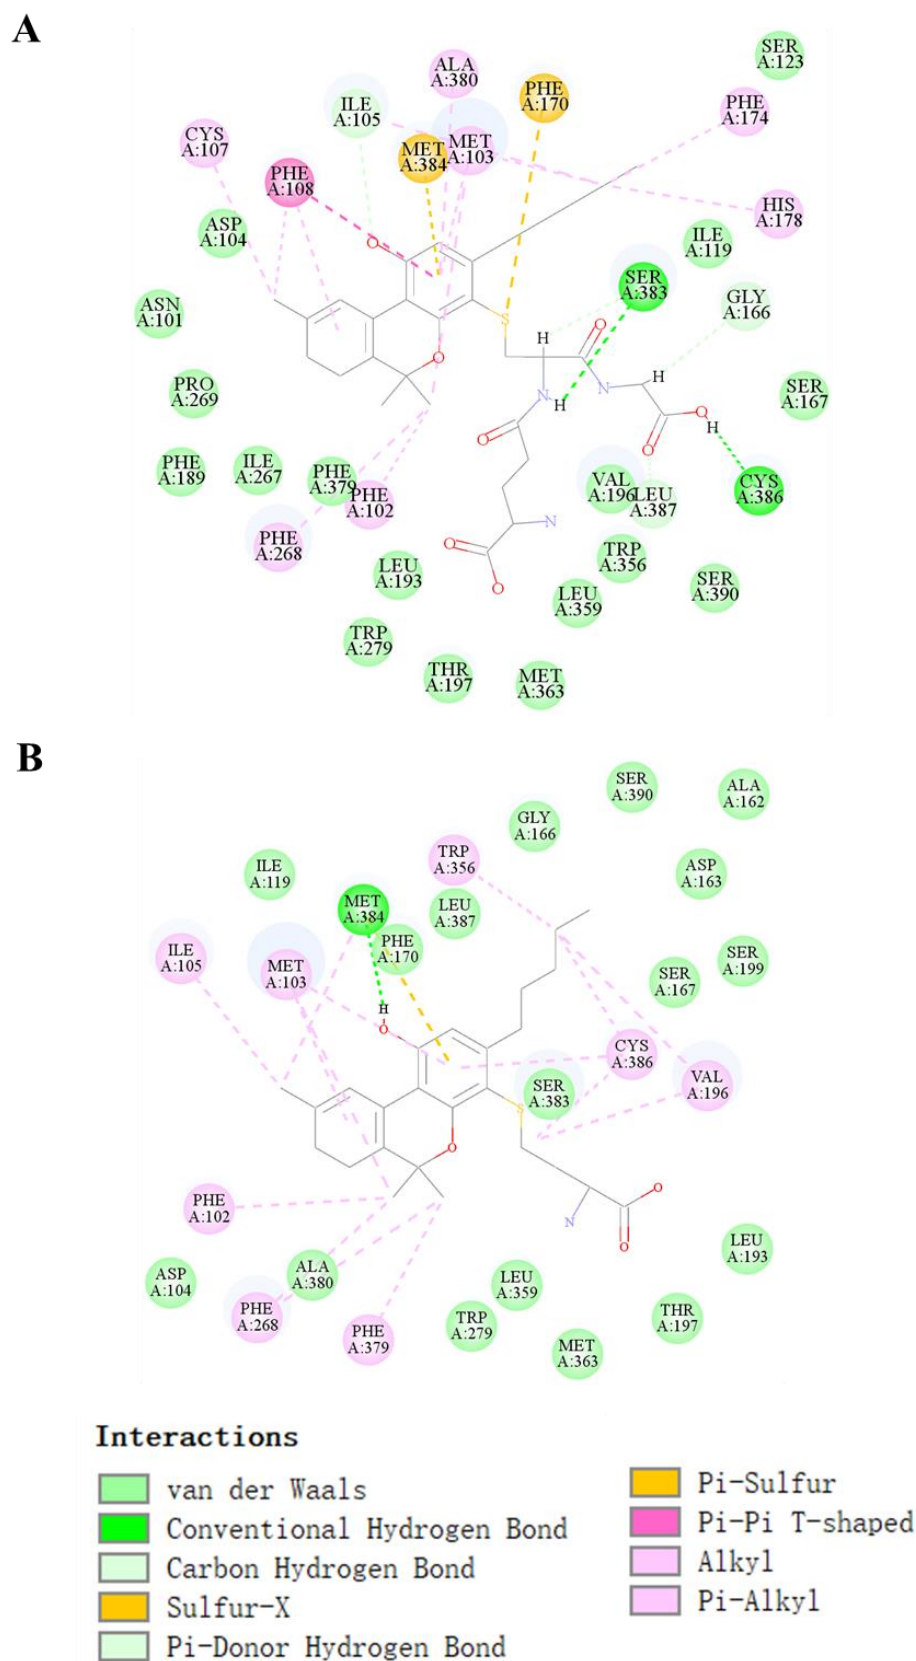 A
SER
A:123
ALA
A:380
PHE
A:170
ILE
A:105
PHE
A:174
CYS
A:107
MET
A:384
MET
A:103
PHE
A:108
HIS
A:178
ASP
A:104
O
ILE
A:119
SER
A:383
GLY
A:166
ASN
A:101
S
O
H
O
H
SER
A:167
PRO
A:269
N
H
N
O
H
O
O
PHE
A:189
ILE
A:267
PHE
A:379
VAL
A:196
LEU
A:387
CYS
A:386
PHE
A:102
N
PHE
A:268
O
TRP
A:356
LEU
A:193
O
LEU
A:359
SER
A:390
TRP
A:279
THR
A:197
MET
A:363
B
SER
A:390
ALA
A:162
GLY
A:166
TRP
A:356
ILE
A:119
ASP
A:163
MET
A:384
LEU
A:387
PHE
A:170
ILE
A:105
MET
A:103
SER
A:167
SER
A:199
H
O
CYS
A:386
SER
A:383
VAL
A:196
S
O
PHE
A:102
O
N
O
LEU
A:193
ASP
A:104
ALA
A:380
LEU
A:359
PHE
A:268
PHE
A:379
TRP
A:279
THR
A:197
MET
A:363
Interactions
van der Waals
Conventional Hydrogen Bond
Carbon Hydrogen Bond
Sulfur-X
Pi-Donor Hydrogen Bond
Pi-Sulfur
Pi-Pi T-shaped
Alkyl
Pi-Alkyl